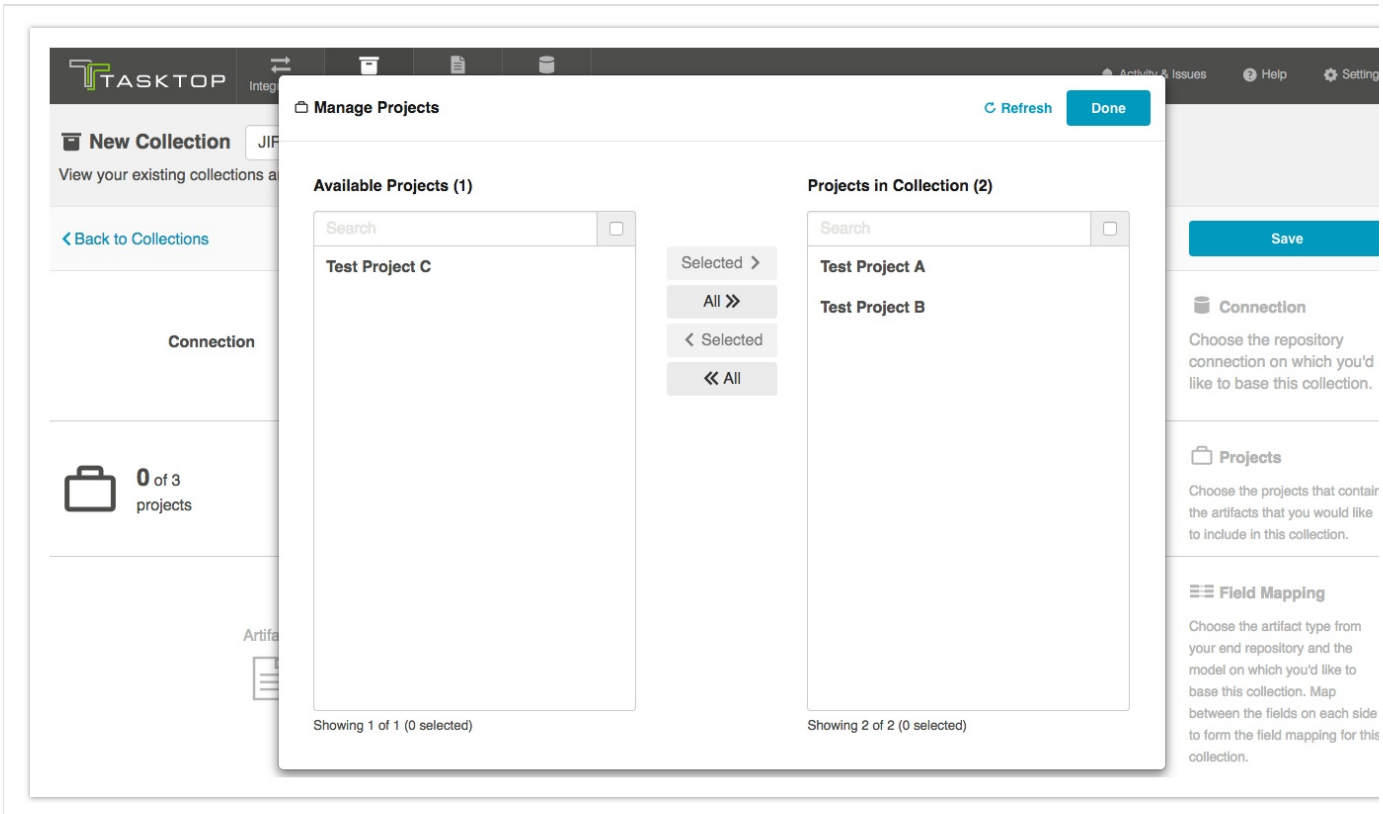 TASKTOP
Activity & Issues
Help
Manage Projects
Refresh
Done
New Collection
View your existing collections
Available Projects (1)
Projects in Collection (2)
Search
Search
Back to Collections
Save
Test Project C
Selected
Test Project A
All
Test Project B
Connection
Selected
Connection
Choose the repository
connection on which you'd
like to base this collection.
All
0 of 3
projects
Projects
Choose the projects that contain
the artifacts that you would like
to include in this collection.
Field Mapping
Choose the artifact type from
your end repository and the
model on which you'd like to
base this collection. Map
between the fields on each side
to form the field mapping for this
collection.
Showing 1 of 1 (0 selected)
Showing 2 of 2 (0 selected)